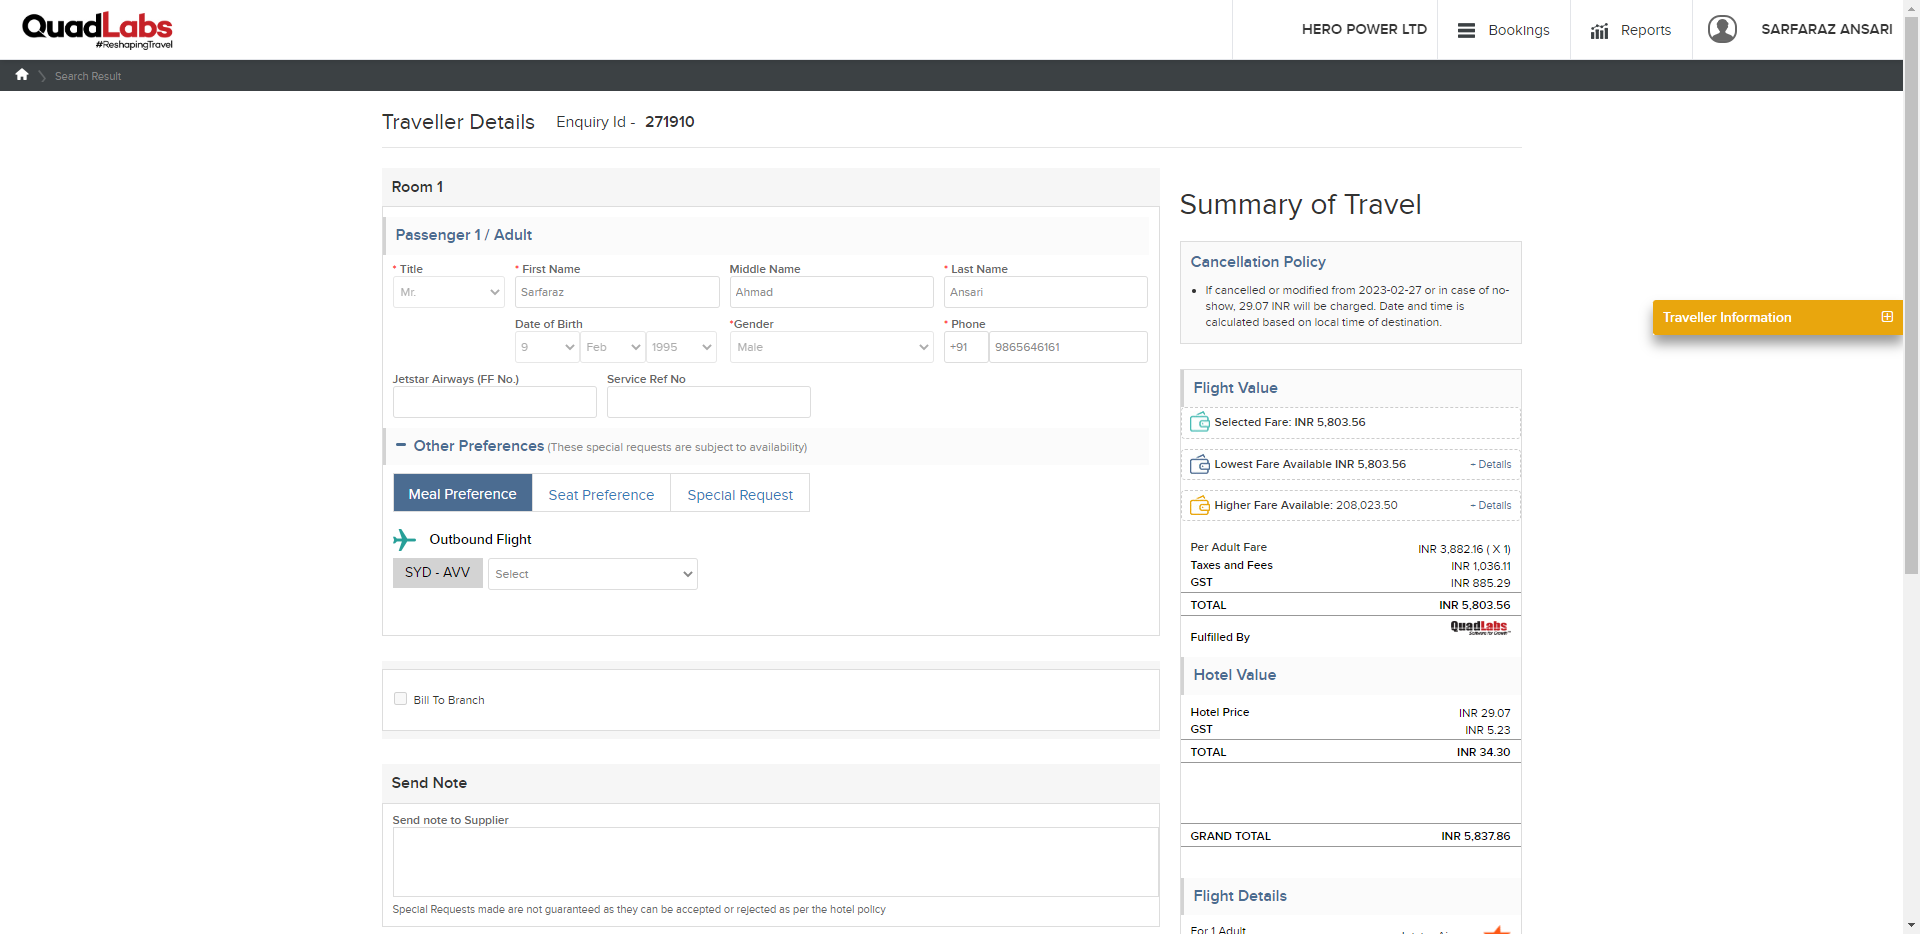 QuadLabs
#ReshapingTravel
HERO POWER LTD
Bookings
Reports
SARFARAZ ANSARI
Search Result
Traveller Details Enquiry Id - 271910
Room 1
Passenger 1 / Adult
* Title * First Name Middle Name * Last Name
Mr. Sarfaraz Ahmad Ansari
Date of Birth *Gender * Phone
9 Feb 1995 Male +91 9865646161
Jetstar Airways (FF No.) Service Ref No
Other Preferences (These special requests are subject to availability)
Meal Preference Seat Preference Special Request
Outbound Flight
SYD - AVV Select
Bill To Branch
Send Note
Send note to Supplier
Special Requests made are not guaranteed as they can be accepted or rejected as per the hotel policy
Summary of Travel
Cancellation Policy
• If cancelled or modified from 2023-02-27 or in case of no-
show, 29.07 INR will be charged. Date and time is
calculated based on local time of destination.
Flight Value
Selected Fare: INR 5,803.56
Lowest Fare Available INR 5,803.56 + Details
Higher Fare Available: 208,023.50 + Details
Per Adult Fare INR 3,882.16 ( X 1)
Taxes and Fees INR 1,036.11
GST INR 885.29
TOTAL INR 5,803.56
Fulfilled By QuadLabs
Hotel Value
Hotel Price INR 29.07
GST INR 5.23
TOTAL INR 34.30
GRAND TOTAL INR 5,837.86
Flight Details
For 1 Adult
Traveller Information